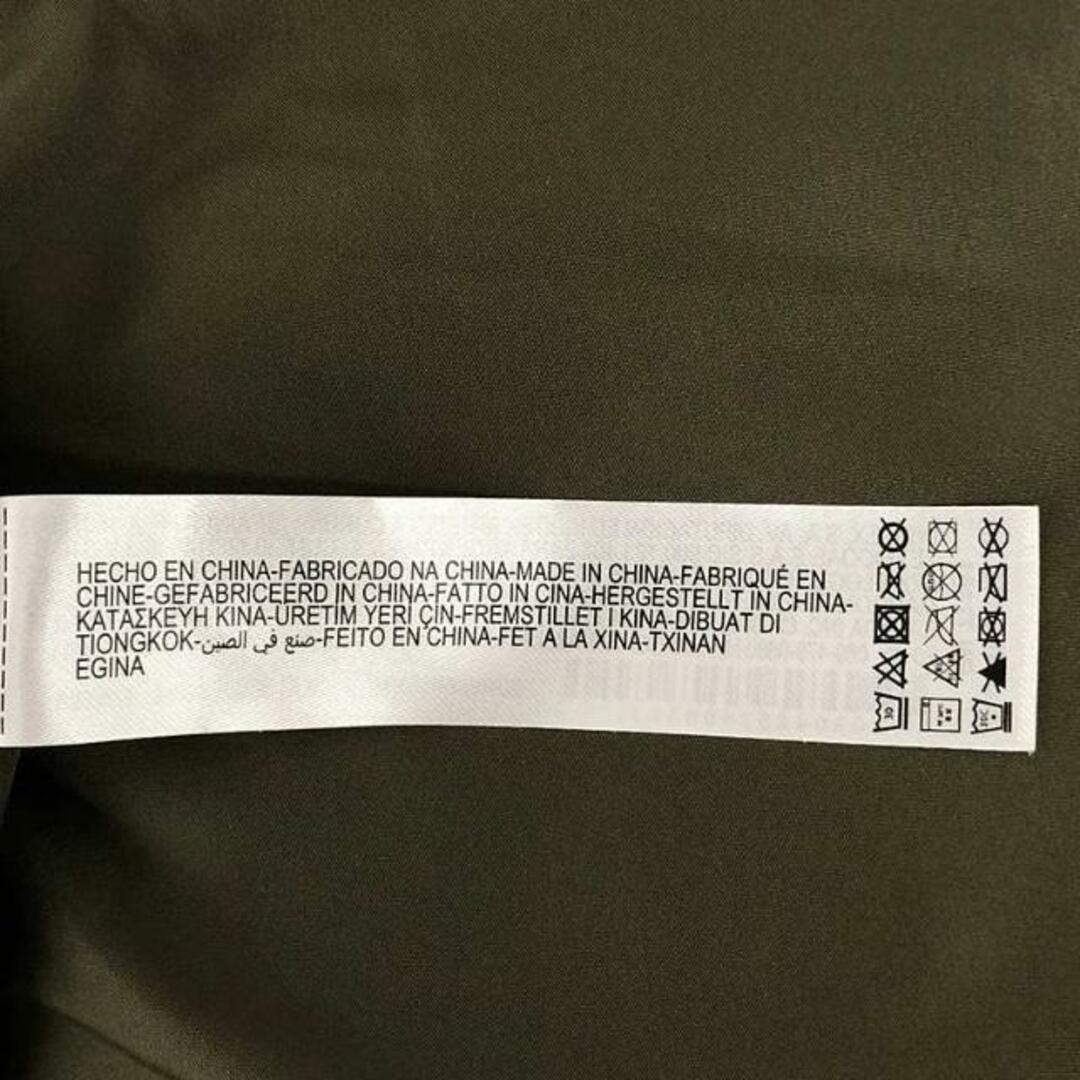 HECHO EN CHINA-FABRICADO NA CHINA-MADE IN CHINA-FABRIQUÉ EN
CHINE-GEFABRICEERD IN CHINA-FATTO IN CINA-HERGESTELLT IN CHINA-
ΚΑΤΑΣΚΕΥΗ ΚΙΝΑ-URETIM YERI ÇIN-FREMSTILLET I KINA-DIBUAT DI
TIONGKOK-صنع في الصين-FEITO EN CHINA-FET A LA XINA-TXINAN
EGINA
30